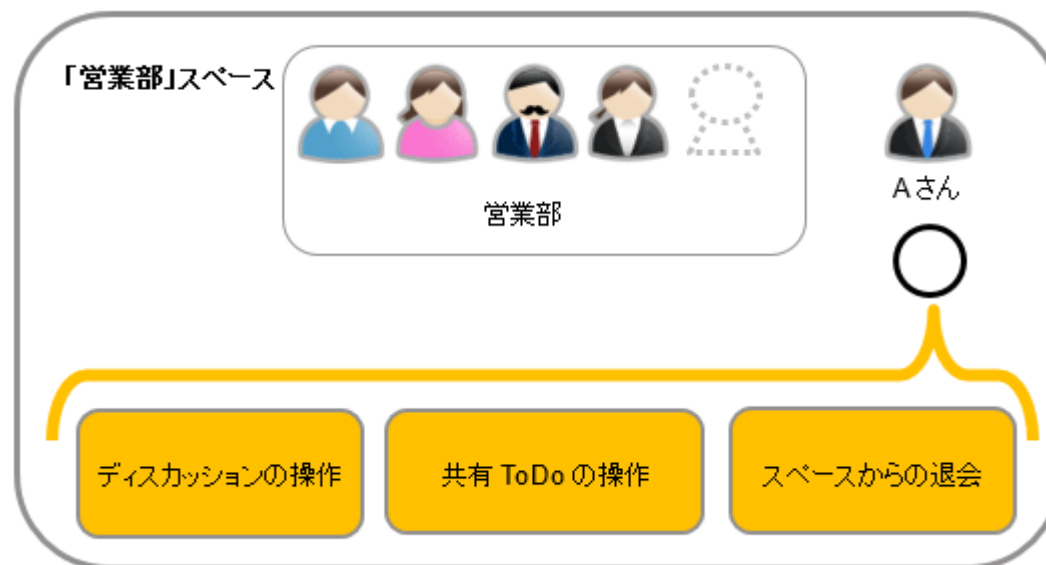 「営業部」スペース
営業部
Aさん
ディスカッションの操作
共有 ToDo の操作
スペースからの退会